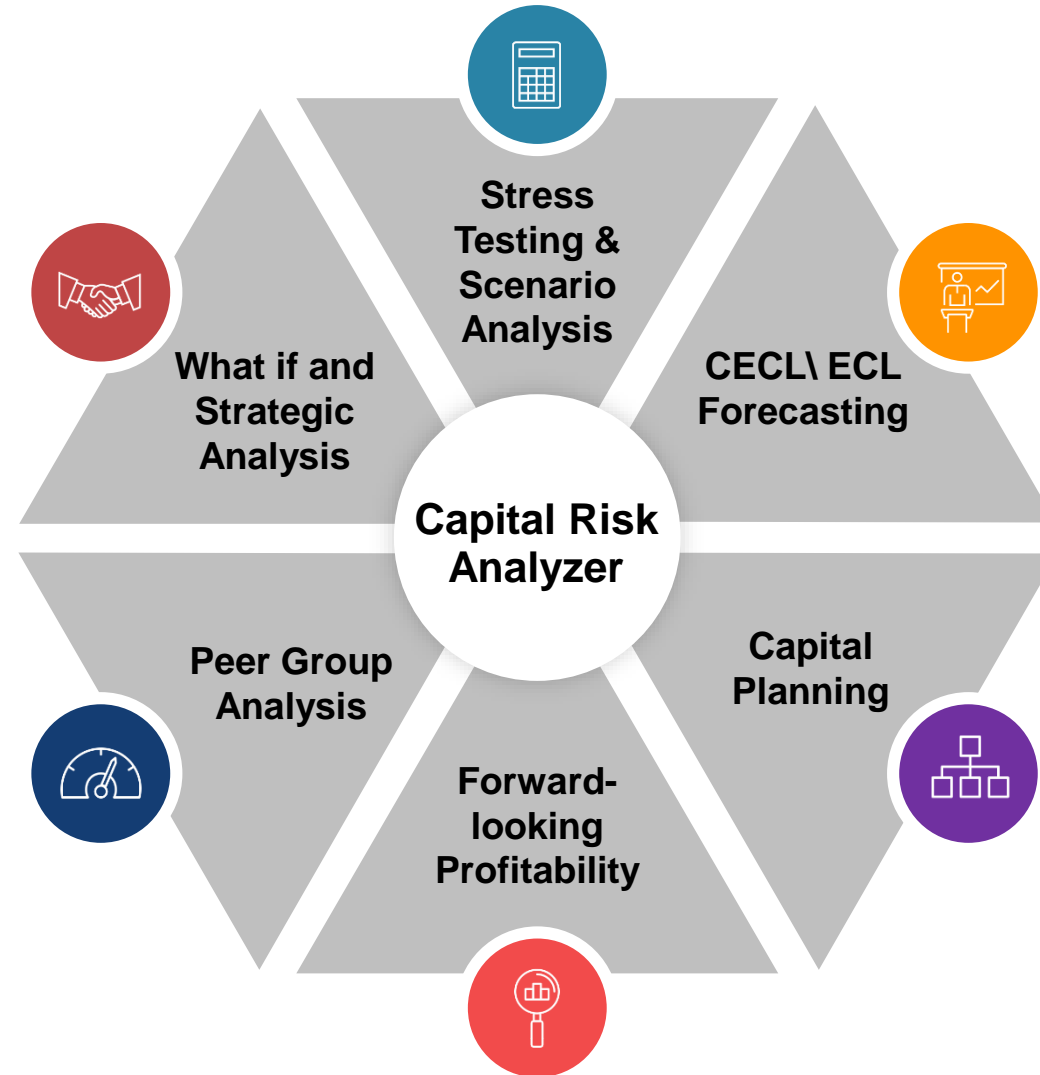 Stress
Testing &
Scenario
Analysis
CECL\ ECL
Forecasting
What if and
Strategic
Analysis
Capital Risk
Analyzer
Capital
Planning
Peer Group
Analysis
Forward-
looking
Profitability